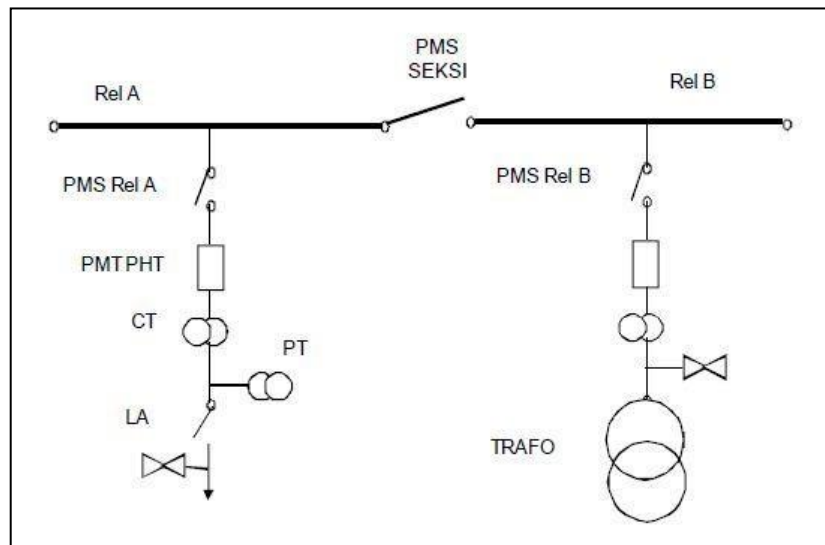 PMS
SEKSI
Rel A
Rel B
PMS Rel A
PMS Rel B
PMT PHT
CT
PT
LA
TRAFO